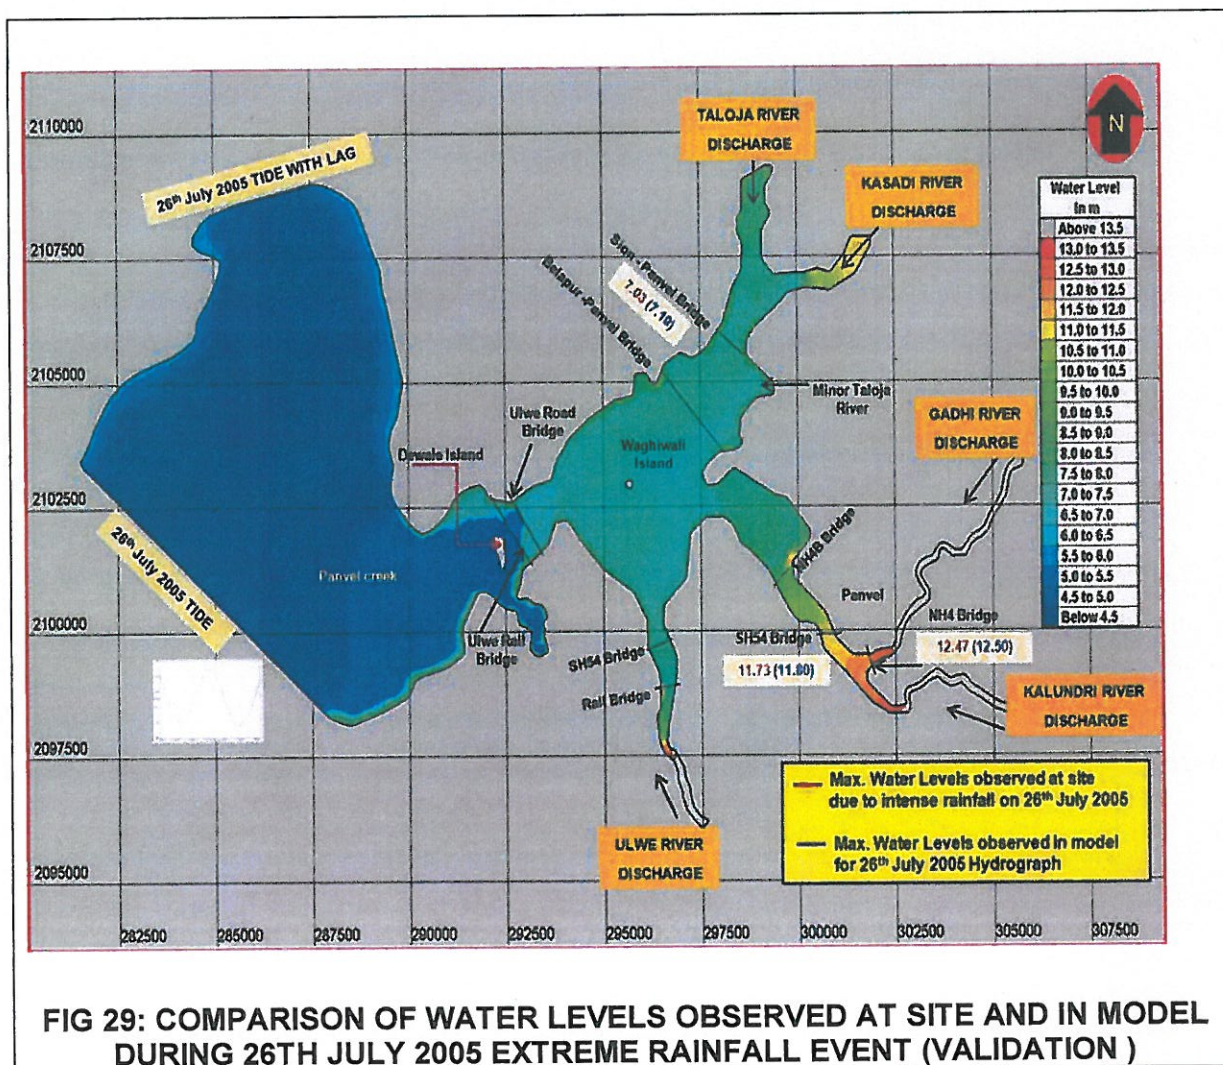 2110000
2107500
2105000
2102500
2100000
2097500
2095000
282500
285000
287500
290000
292500
295000
297500
300000
302500
305000
307500
26th July 2005 TIDE WITH LAG
26th July 2005 TIDE
TALOJA RIVER
DISCHARGE
KASADI RIVER
DISCHARGE
N
Water Level
In m
Above 13.5
13.0 to 13.5
12.5 to 13.0
12.0 to 12.5
11.5 to 12.0
11.0 to 11.5
10.5 to 11.0
10.0 to 10.5
9.5 to 10.0
9.0 to 9.5
8.5 to 9.0
8.0 to 8.5
7.5 to 8.0
7.0 to 7.5
6.5 to 7.0
6.0 to 6.5
5.5 to 6.0
5.0 to 5.5
4.5 to 5.0
Below 4.5
Sion -Panvel Bridge
7.03 (7.10)
Belapur -Panvel Bridge
Minor Taloja
River
GADHI RIVER
DISCHARGE
Ulwe Road
Bridge
Waghiwali
Island
Dewale Island
Panvel creek
Ulwe Rail
Bridge
NH4B Bridge
Panvel
NH4 Bridge
12.47 (12.50)
SH54 Bridge
11.73 (11.80)
SH54 Bridge
Rail Bridge
KALUNDRI RIVER
DISCHARGE
ULWE RIVER
DISCHARGE
Max. Water Levels observed at site
due to intense rainfall on 26th July 2005
Max. Water Levels observed in model
for 26th July 2005 Hydrograph
FIG 29: COMPARISON OF WATER LEVELS OBSERVED AT SITE AND IN MODEL
DURING 26TH JULY 2005 EXTREME RAINFALL EVENT (VALIDATION )